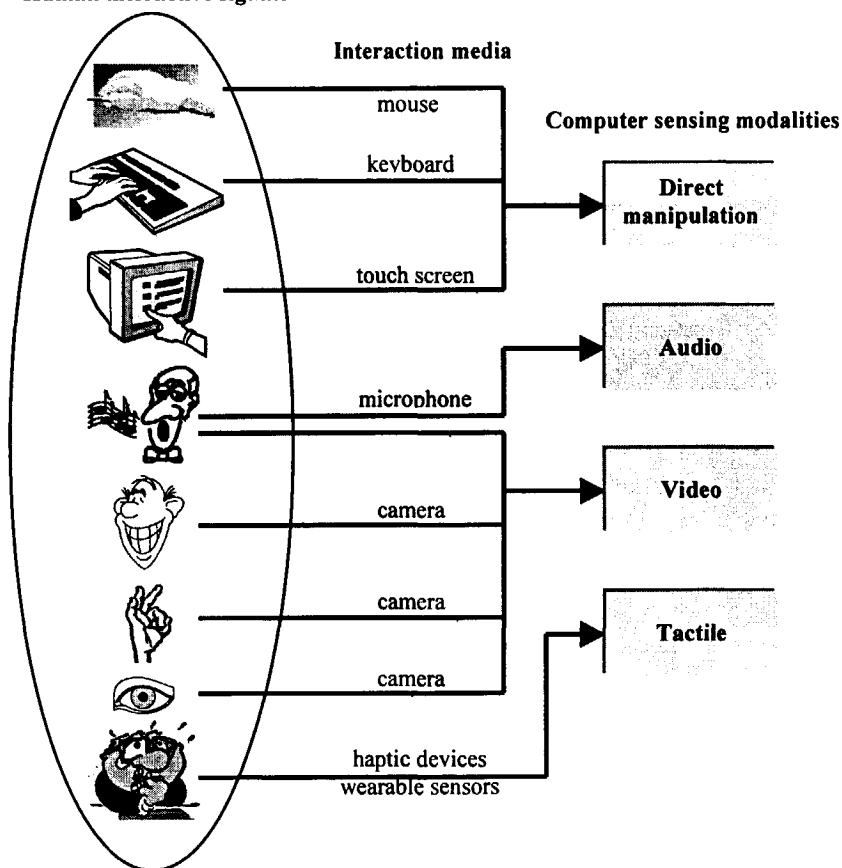 Interaction media
mouse
Computer sensing modalities
keyboard
Direct
manipulation
touch screen
Audio
microphone
Video
camera
camera
Tactile
camera
haptic devices
wearable sensors